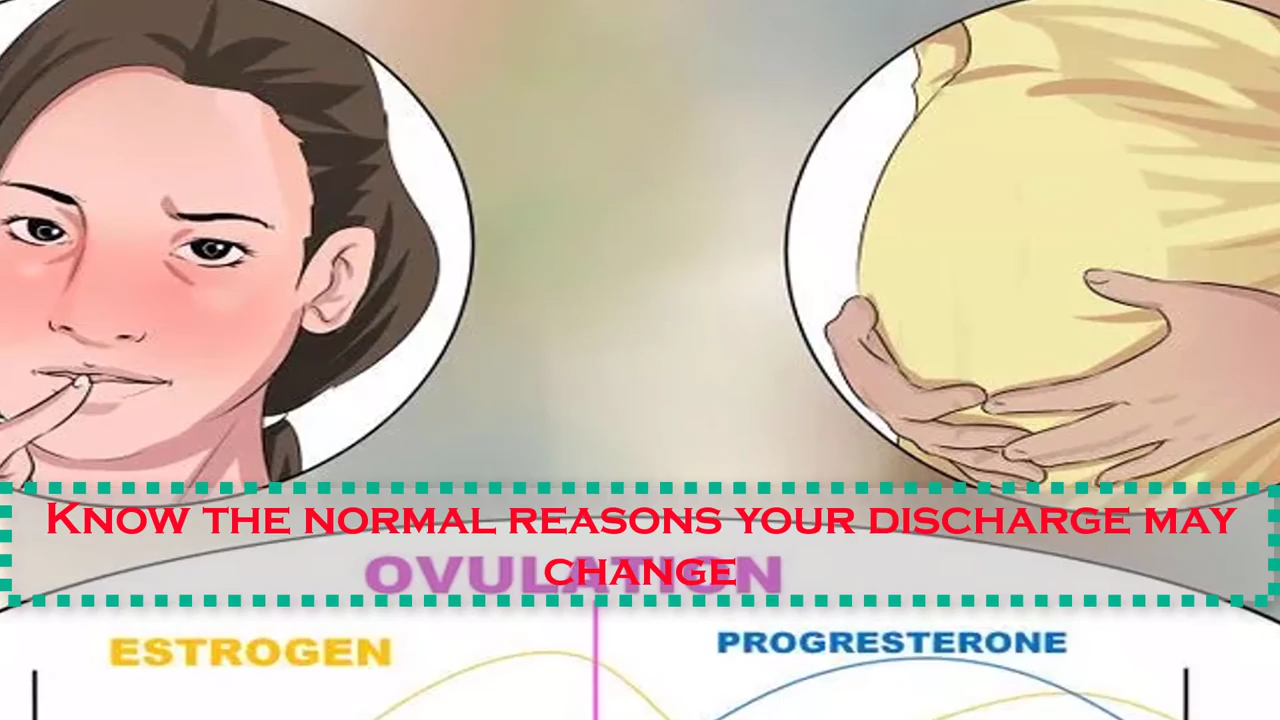 Know the normal reasons your discharge may
change
OVULATION
ESTROGEN
PROGRESTERONE